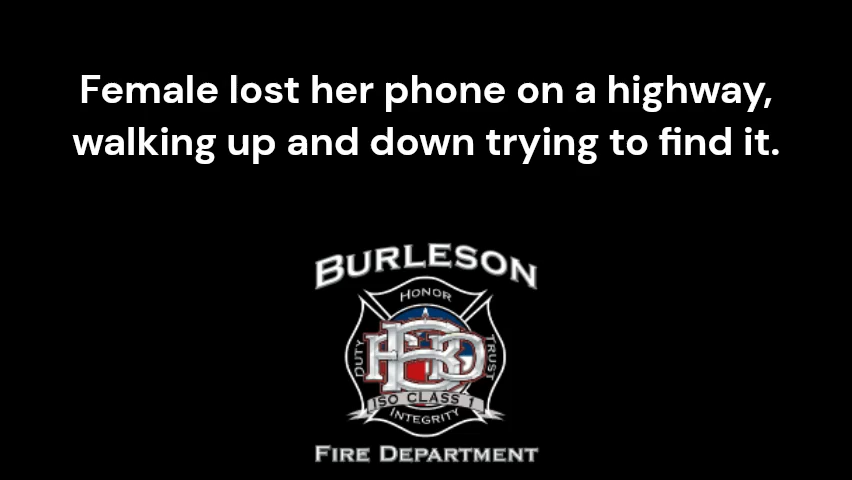 Female lost her phone on a highway,
walking up and down trying to find it.
BURLESON
HONOR
DUTY
TRUST
BFD
ISO CLASS 1
INTEGRITY
FIRE DEPARTMENT